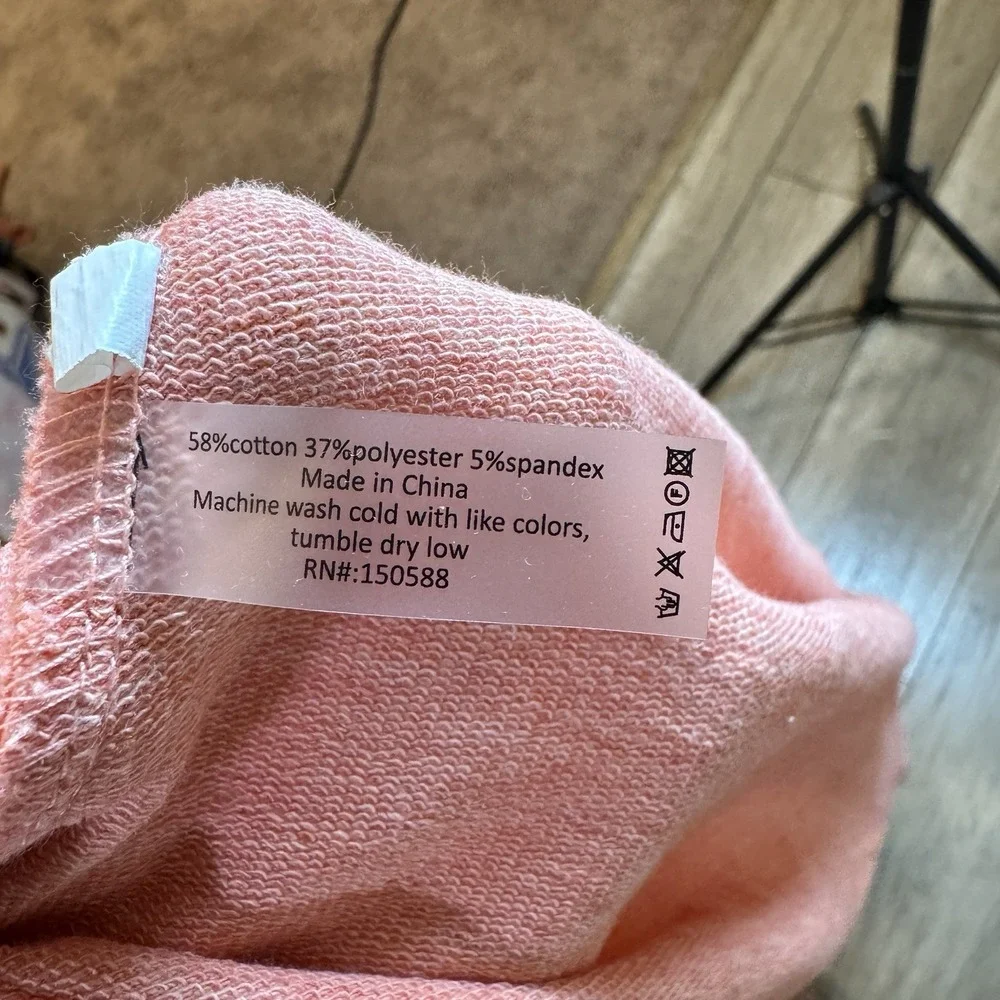 58%cotton 37%polyester 5%spandex
Made in China
Machine wash cold with like colors,
tumble dry low
RN#:150588
F